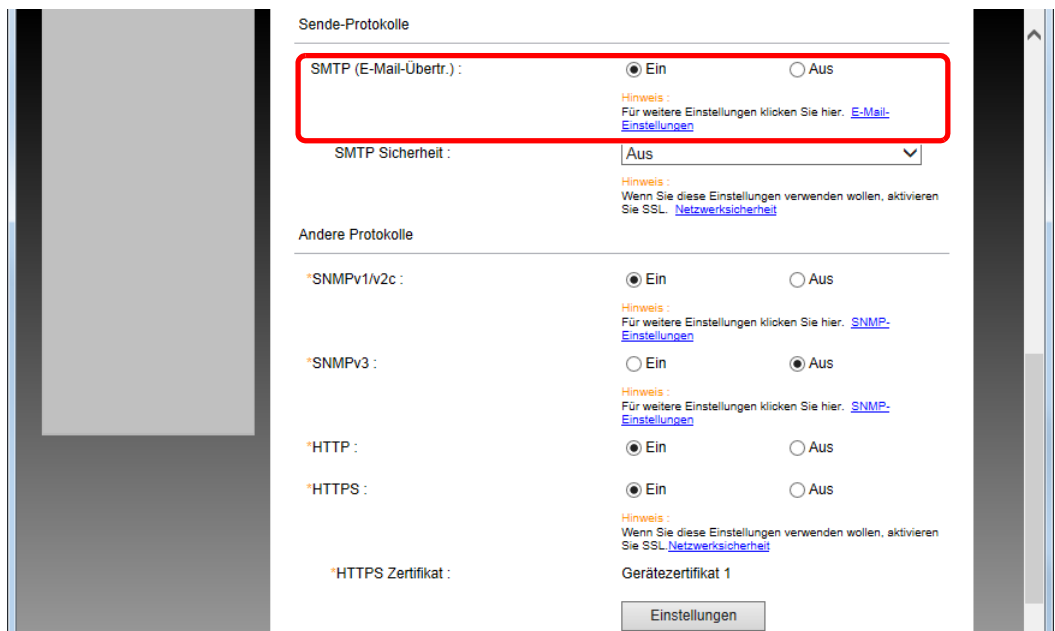 Sende-Protokolle
SMTP (E-Mail-Übertr.) : Ein Aus
Hinweis :
Für weitere Einstellungen klicken Sie hier. E-Mail-
Einstellungen
SMTP Sicherheit : Aus
Hinweis :
Wenn Sie diese Einstellungen verwenden wollen, aktivieren
Sie SSL. Netzwerksicherheit
Andere Protokolle
*SNMPv1/v2c : Ein Aus
Hinweis :
Für weitere Einstellungen klicken Sie hier. SNMP-
Einstellungen
*SNMPv3 : Ein Aus
Hinweis :
Für weitere Einstellungen klicken Sie hier. SNMP-
Einstellungen
*HTTP : Ein Aus
*HTTPS : Ein Aus
Hinweis :
Wenn Sie diese Einstellungen verwenden wollen, aktivieren
Sie SSL.Netzwerksicherheit
*HTTPS Zertifikat : Gerätezertifikat 1
Einstellungen